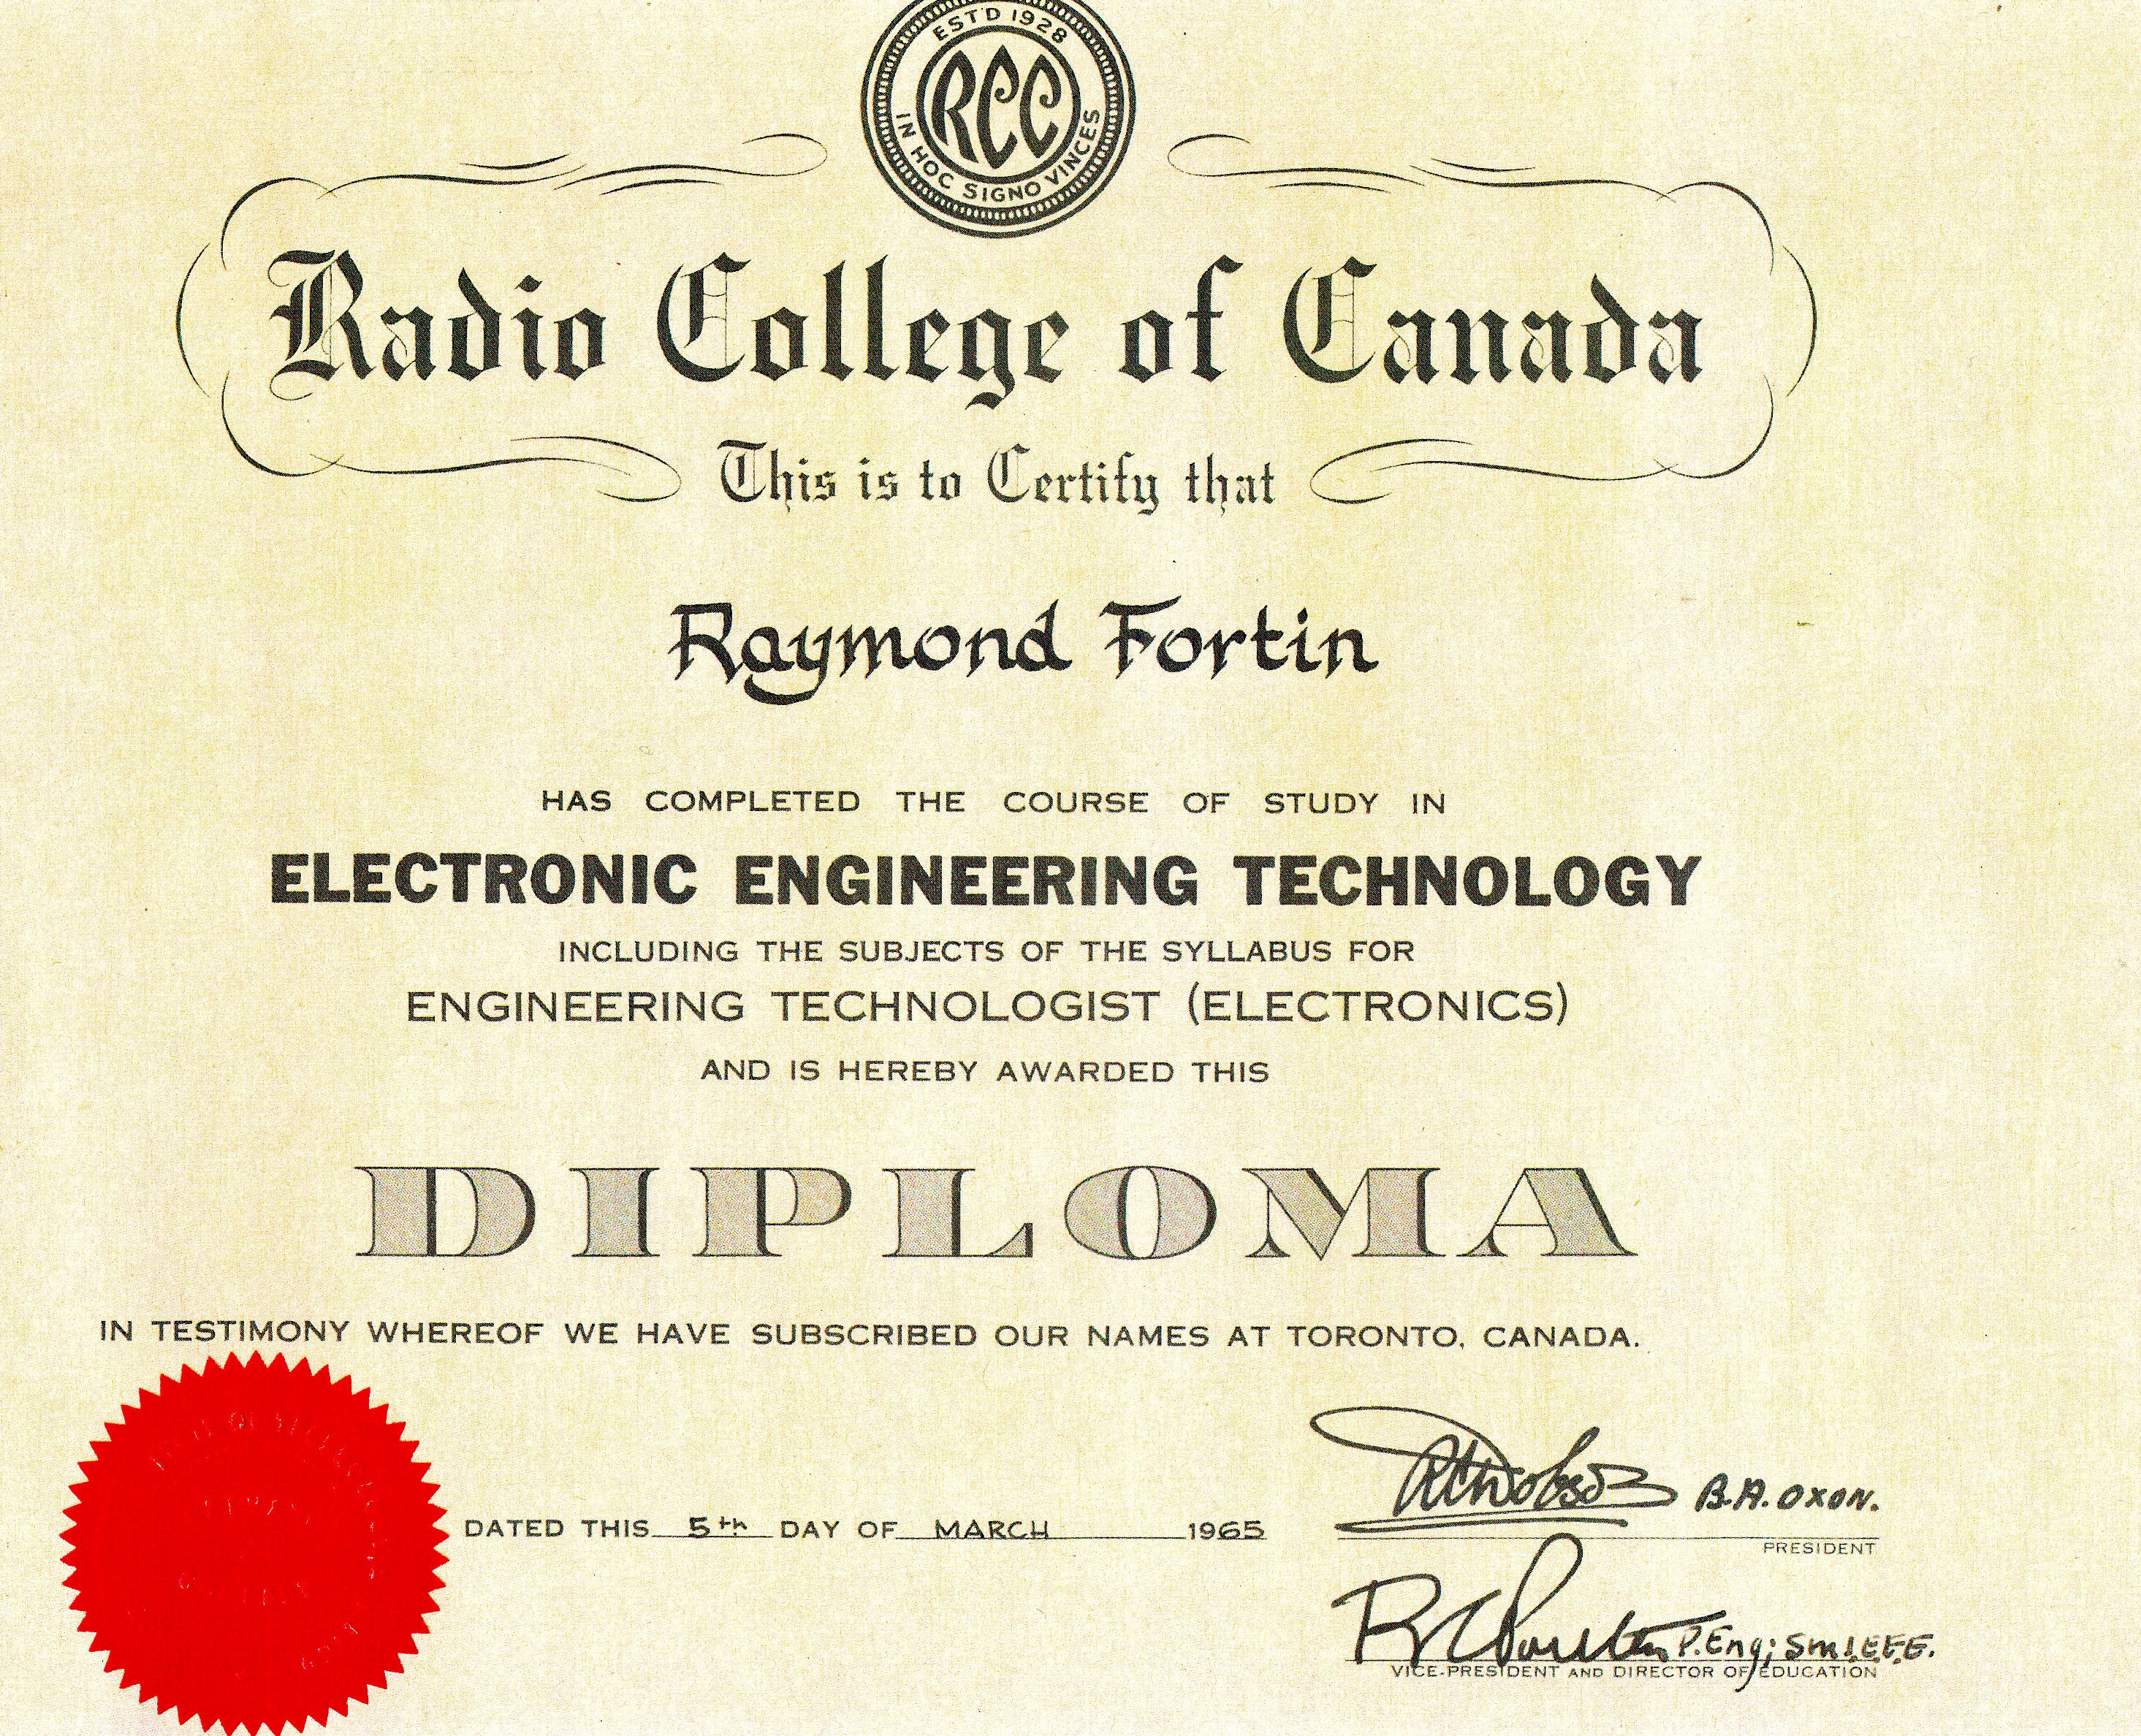 ESTD 1928
RCC
IN HOC SIGNO VINCES
Radio College of Canada
This is to Certify that
Raymond Fortin
HAS COMPLETED THE COURSE OF STUDY IN
ELECTRONIC ENGINEERING TECHNOLOGY
INCLUDING THE SUBJECTS OF THE SYLLABUS FOR
ENGINEERING TECHNOLOGIST (ELECTRONICS)
AND IS HEREBY AWARDED THIS
DIPLOMA
IN TESTIMONY WHEREOF WE HAVE SUBSCRIBED OUR NAMES AT TORONTO, CANADA.
B.A. OXON.
DATED THIS 5th DAY OF MARCH 1965
PRESIDENT
P.Eng; SM.I.E.E.E.
VICE-PRESIDENT AND DIRECTOR OF EDUCATION